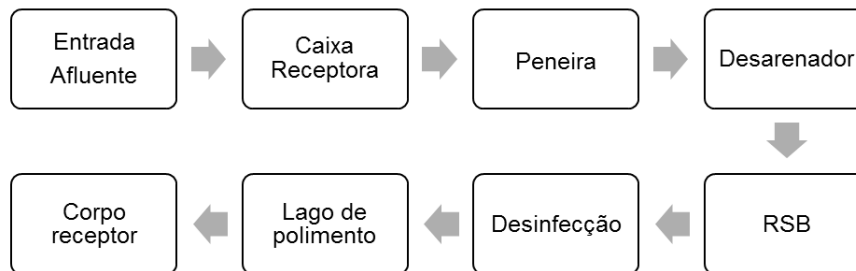 Entrada
Afluente
Caixa
Receptora
Peneira
Desarenador
RSB
Desinfecção
Lago de
polimento
Corpo
receptor